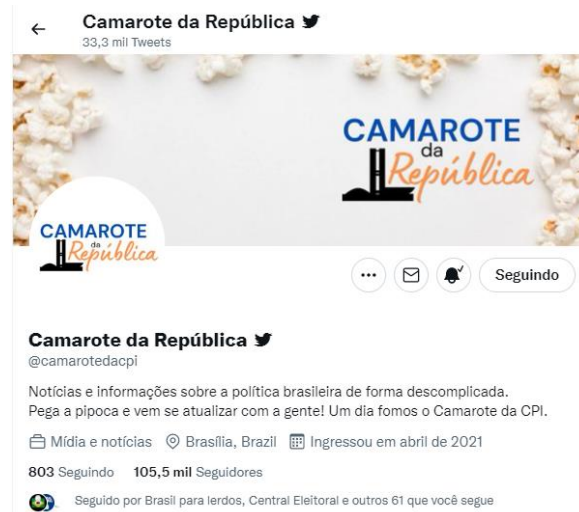 Camarote da República
33,3 mil Tweets
CAMAROTE
da
República
CAMAROTE
da
República
Seguindo
Camarote da República
@camarotedacpi
Notícias e informações sobre a política brasileira de forma descomplicada.
Pega a pipoca e vem se atualizar com a gente! Um dia fomos o Camarote da CPI.
Mídia e notícias Brasília, Brazil Ingressou em abril de 2021
803 Seguindo 105,5 mil Seguidores
Seguido por Brasil para lerdos, Central Eleitoral e outros 61 que você segue